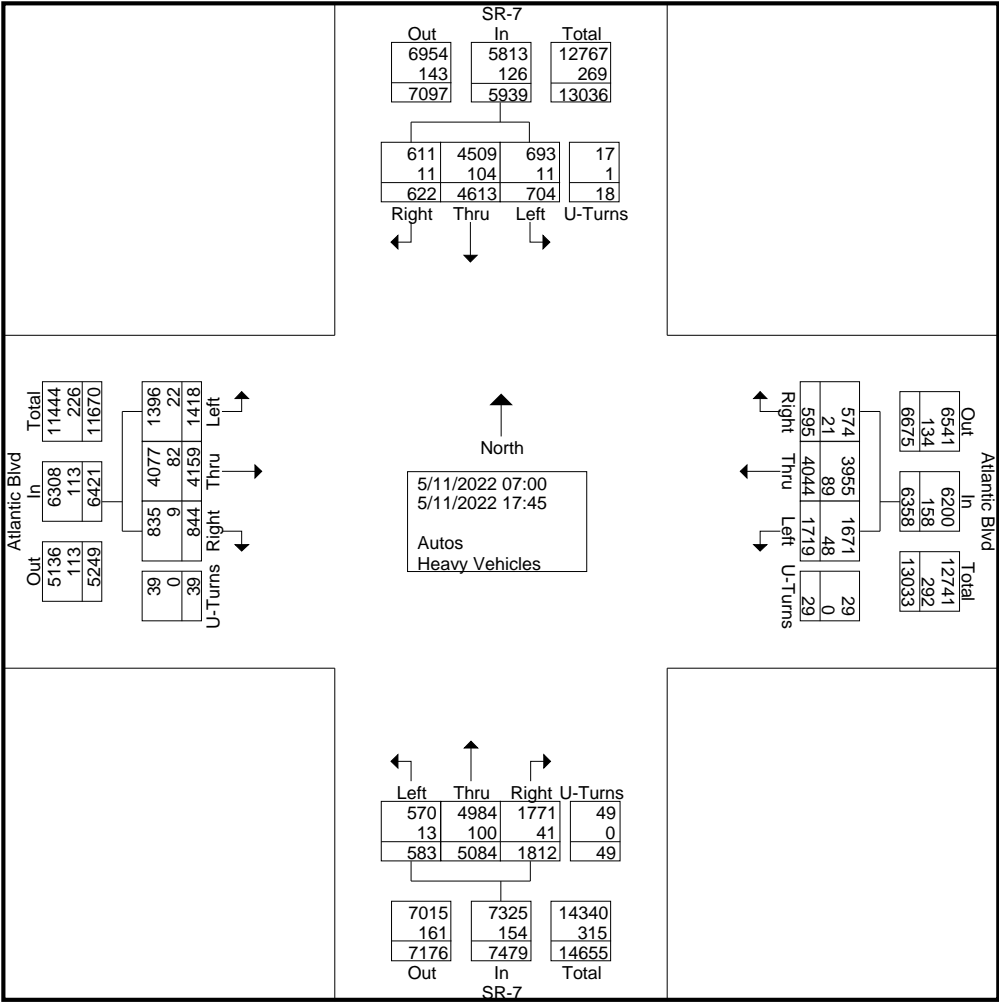 SR-7
Out In Total
6954 5813 12767
143 126 269
7097 5939 13036
611 4509 693 17
11 104 11 1
622 4613 704 18
Right Thru Left U-Turns
Atlantic Blvd
Total In Out
11444 6308 5136
226 113 113
11670 6421 5249
Left Thru Right U-Turns
1396 4077 835 39
22 82 9 0
1418 4159 844 39
North
5/11/2022 07:00
5/11/2022 17:45
Autos
Heavy Vehicles
Right Thru Left U-Turns
574 3955 1671 29
21 89 48 0
595 4044 1719 29
Out In Total
6541 6200 12741
134 158 292
6675 6358 13033
Atlantic Blvd
Left Thru Right U-Turns
570 4984 1771 49
13 100 41 0
583 5084 1812 49
7015 7325 14340
161 154 315
7176 7479 14655
Out In Total
SR-7